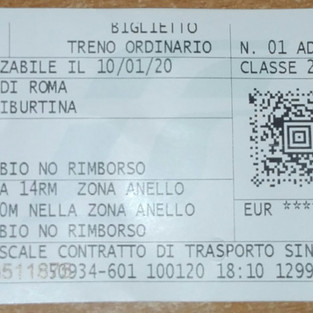 BIGLIETTO
TRENO ORDINARIO N. 01 AD
ZABILE IL 10/01/20 CLASSE 2
DI ROMA
IBURTINA
BIO NO RIMBORSO
A 14RM ZONA ANELLO
0M NELLA ZONA ANELLO EUR ****
BIO NO RIMBORSO
SCALE CONTRATTO DI TRASPORTO SIN
50934-601 100120 18:10 1299